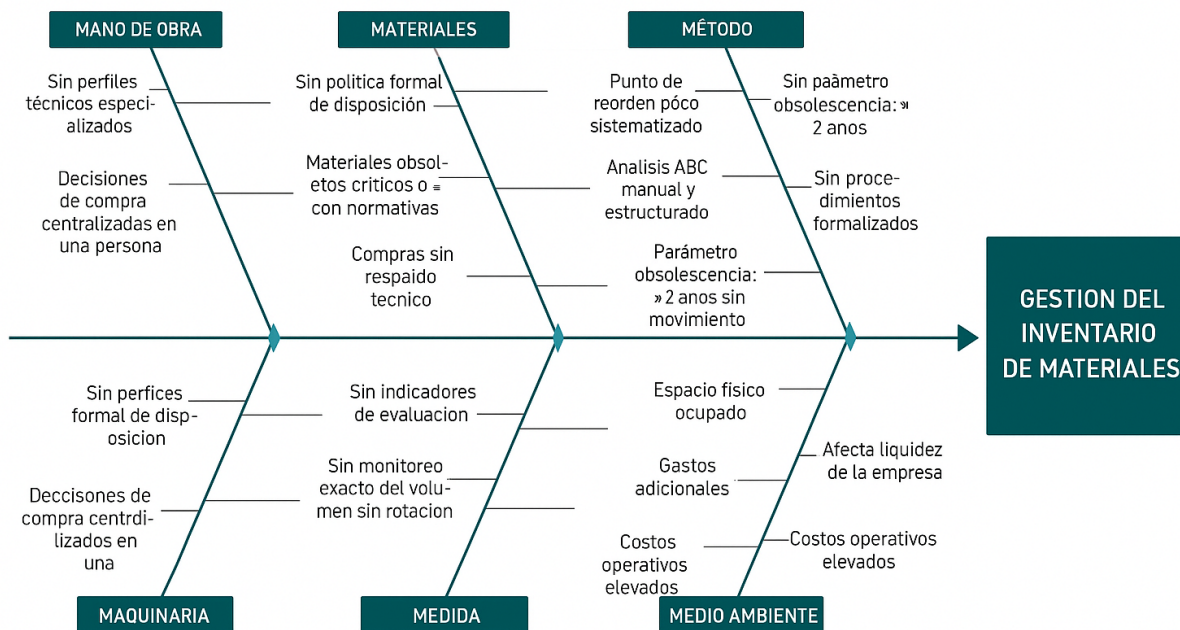 MANO DE OBRA
MATERIALES
MÉTODO
Sin perfiles
técnicos especi-
alizados
Decisiones
de compra
centralizadas en
una persona
Sin politica formal
de disposición
Materiales obsol-
etos criticos o =
con normativas
Compras sin
respaido
tecnico
Punto de
reorden póco
sistematizado
Analisis ABC
manual y
estructurado
Parámetro
obsolescencia:
» 2 anos sin
movimiento
Sin paàmetro
obsolescencia:
2 anos
Sin proce-
dimientos
formalizados
GESTION DEL
INVENTARIO
DE MATERIALES
Sin perfices
formal de disp-
osicion
Deccisones de
compra centrdi-
lizados en
una
Sin indicadores
de evaluacion
Sin monitoreo
exacto del volu-
men sin rotacion
Espacio físico
ocupado
Gastos
adicionales
Costos
operativos
elevados
Afecta liquidez
de la empresa
Costos operativos
elevados
MAQUINARIA
MEDIDA
MEDIO AMBIENTE